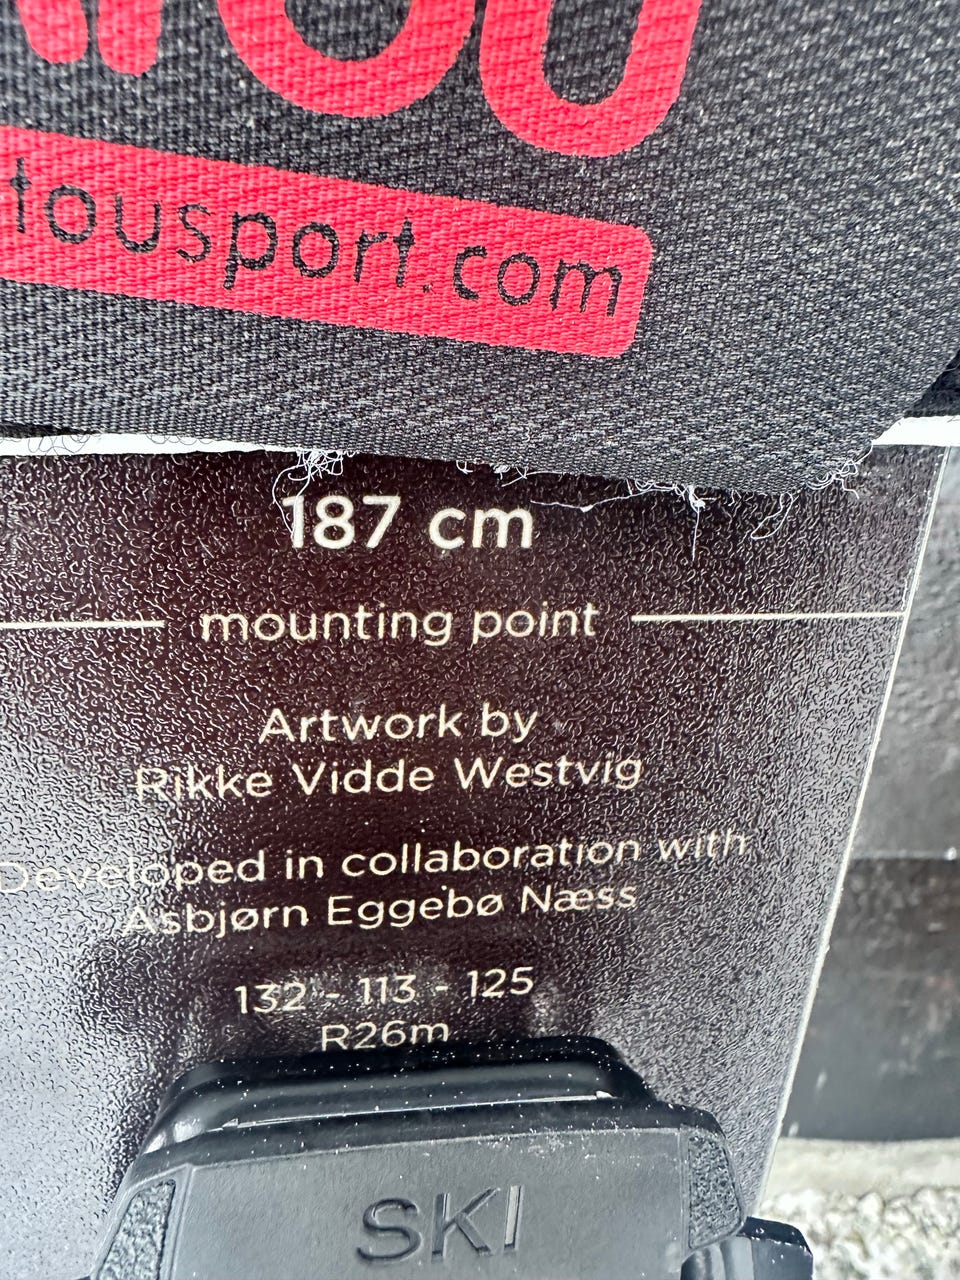 tousport.com
187 cm
mounting point
Artwork by
Rikke Vidde Westvig
Developed in collaboration with
Asbjørn Eggebø Næss
132 - 113 - 125
R26m
SKI